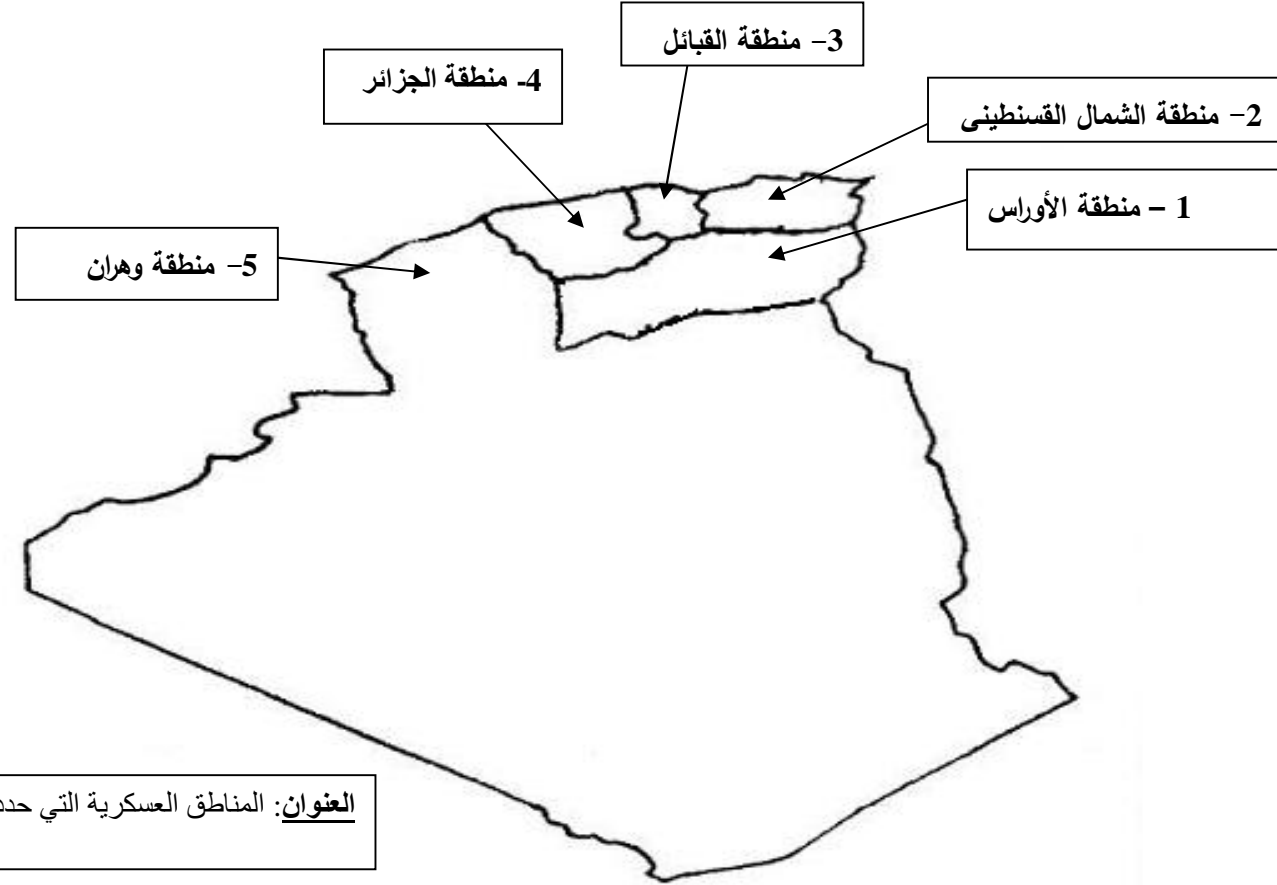 3- منطقة القبائل
4- منطقة الجزائر
2- منطقة الشمال القسنطينى
1 – منطقة الأوراس
5- منطقة وهران
العنوان: المناطق العسكرية التي حدد